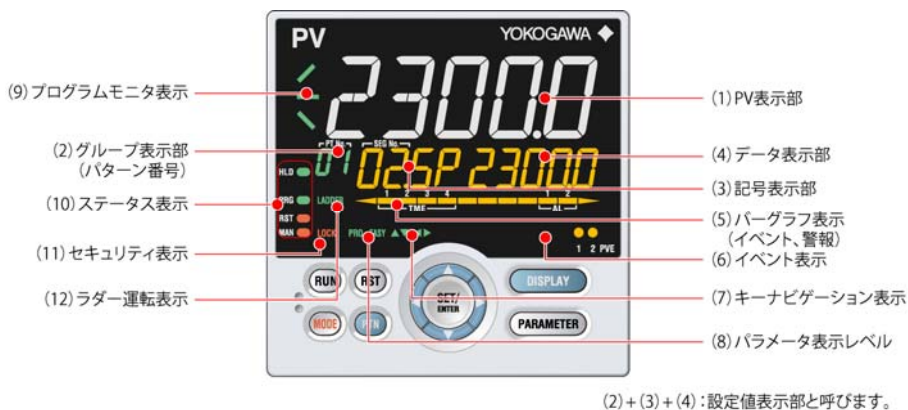 PV
YOKOGAWA
2300.0
(9)プログラムモニタ表示
(1)PV表示部
PT No.
SEG No.
(2)グループ表示部
(パターン番号)
01
02SP 2300.0
(4)データ表示部
(3)記号表示部
HLD
PRG
LADDER
RST
MAN
LOCK
PRO
EASY
1 2 3 4
TME
1 2
AL
(10)ステータス表示
(5)バーグラフ表示
(イベント、警報)
1 2 PVE
(6)イベント表示
(11)セキュリティ表示
RUN
RST
SET/
ENTER
DISPLAY
(7)キーナビゲーション表示
(12)ラダー運転表示
MODE
PTN
PARAMETER
(8)パラメータ表示レベル
(2)+(3)+(4):設定値表示部と呼びます。